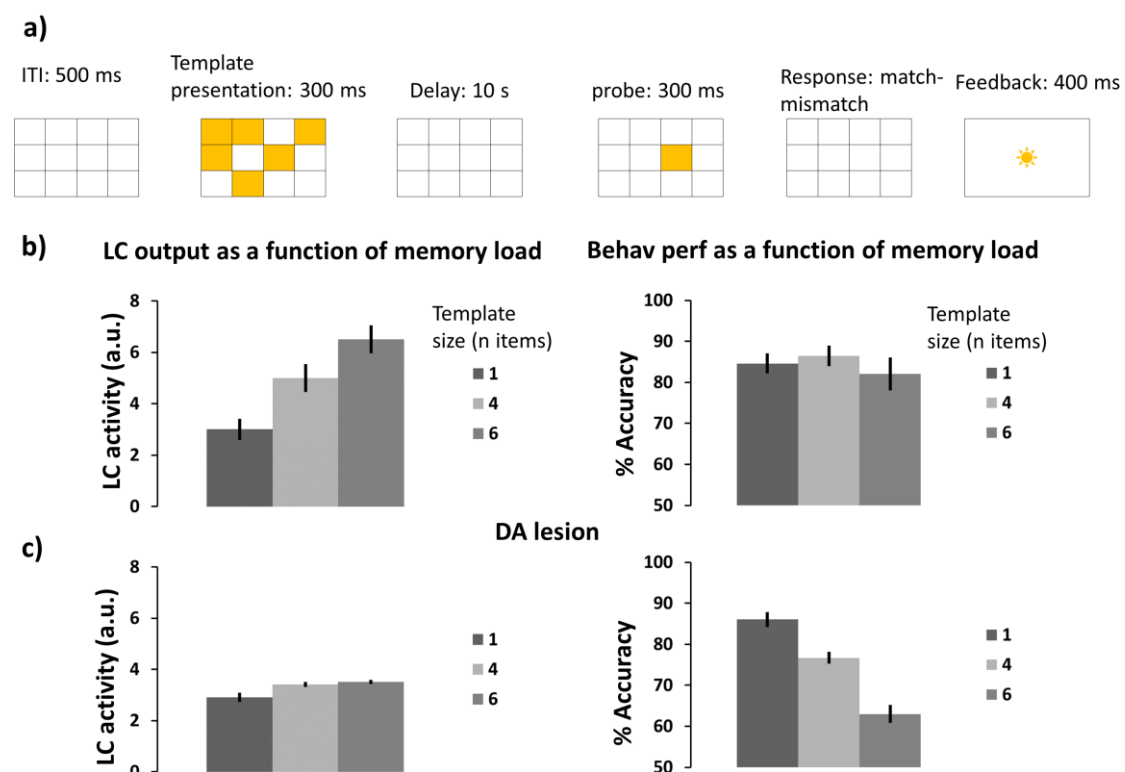 a)
ITI: 500 ms
Template
presentation: 300 ms
Delay: 10 s
probe: 300 ms
Response: match-
mismatch
Feedback: 400 ms
b)
LC output as a function of memory load
Behav perf as a function of memory load
LC activity (a.u.)
8
6
4
2
0
Template
size (n items)
1
4
6
% Accuracy
100
90
80
70
60
50
Template
size (n items)
1
4
6
DA lesion
c)
LC activity (a.u.)
8
6
4
2
0
1
4
6
% Accuracy
100
90
80
70
60
50
1
4
6